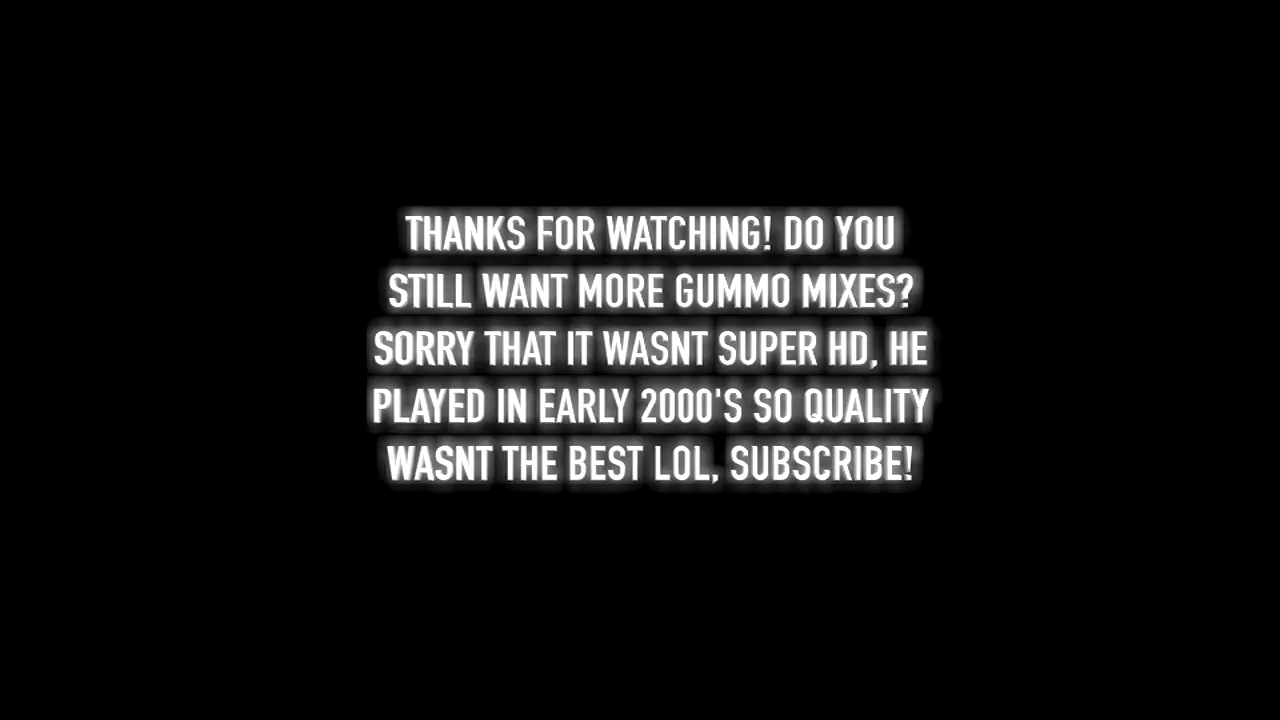 THANKS FOR WATCHING! DO YOU
STILL WANT MORE GUMMO MIXES?
SORRY THAT IT WASNT SUPER HD, HE
PLAYED IN EARLY 2000'S SO QUALITY
WASNT THE BEST LOL, SUBSCRIBE!